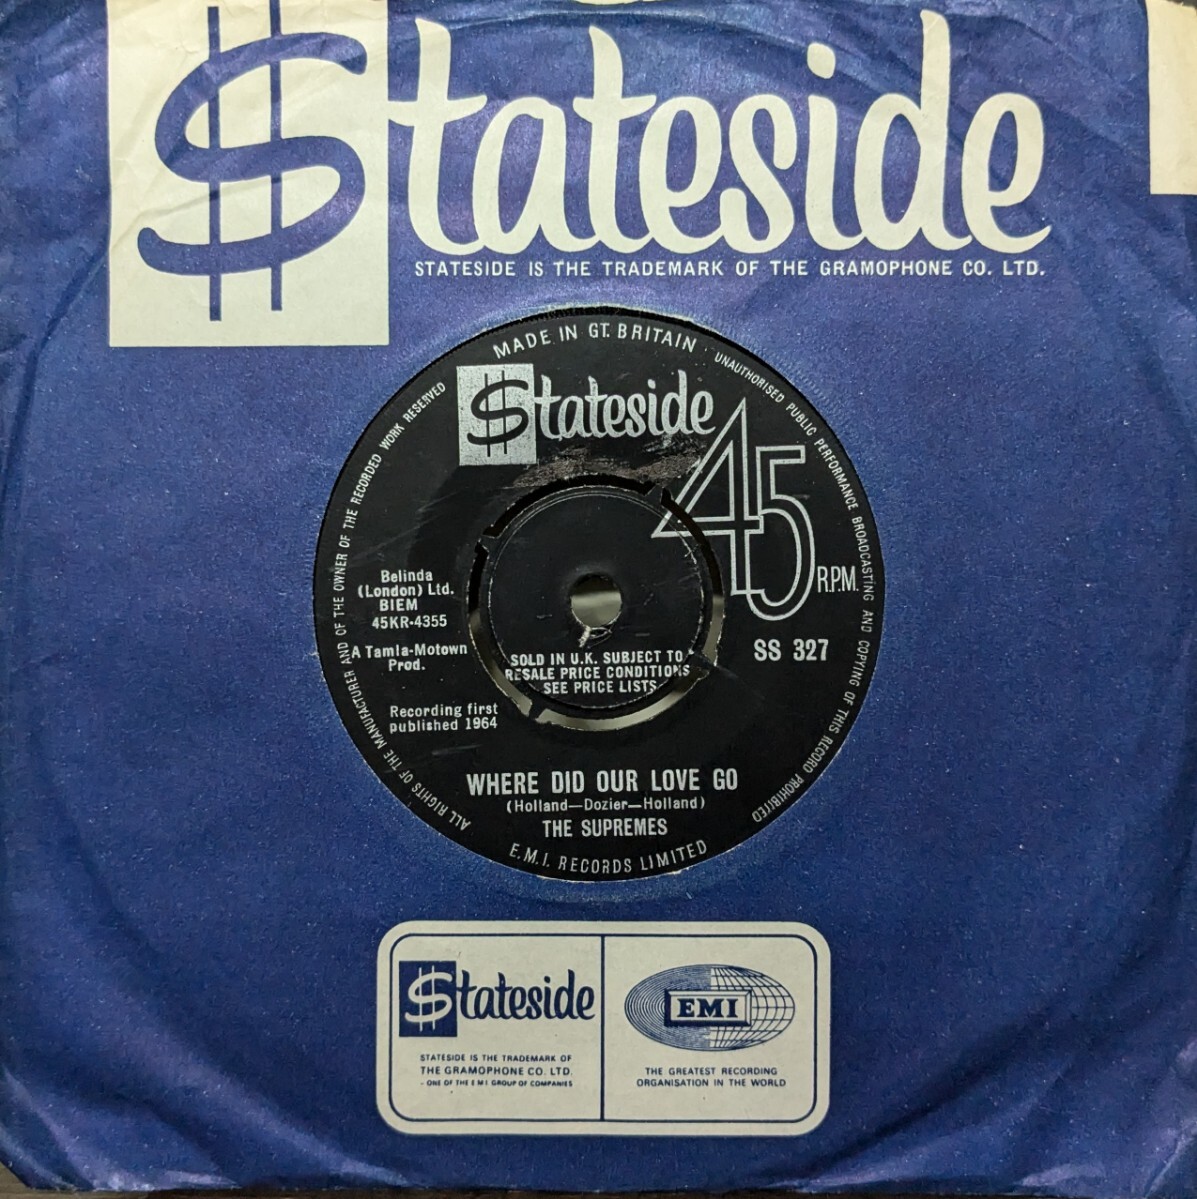 $tateside
STATESIDE IS THE TRADEMARK OF THE GRAMOPHONE CO. LTD.
MADE IN GT. BRITAIN
UNAUTHORISED PUBLIC PERFORMANCE BROADCASTING AND COPYING OF THIS RECORD PROHIBITED
ALL RIGHTS OF THE MANUFACTURER AND OF THE OWNER OF THE RECORDED WORK RESERVED
$tateside
45
R.P.M.
Belinda
(London) Ltd.
BIEM
45KR-4355
SS 327
A Tamla-Motown
Prod.
SOLD IN U.K. SUBJECT TO
RESALE PRICE CONDITIONS
SEE PRICE LISTS
Recording first
published 1964
WHERE DID OUR LOVE GO
(Holland—Dozier—Holland)
THE SUPREMES
E.M.I. RECORDS LIMITED
$tateside
STATESIDE IS THE TRADEMARK OF
THE GRAMOPHONE CO. LTD.
- ONE OF THE E M I GROUP OF COMPANIES
EMI
THE GREATEST RECORDING
ORGANISATION IN THE WORLD